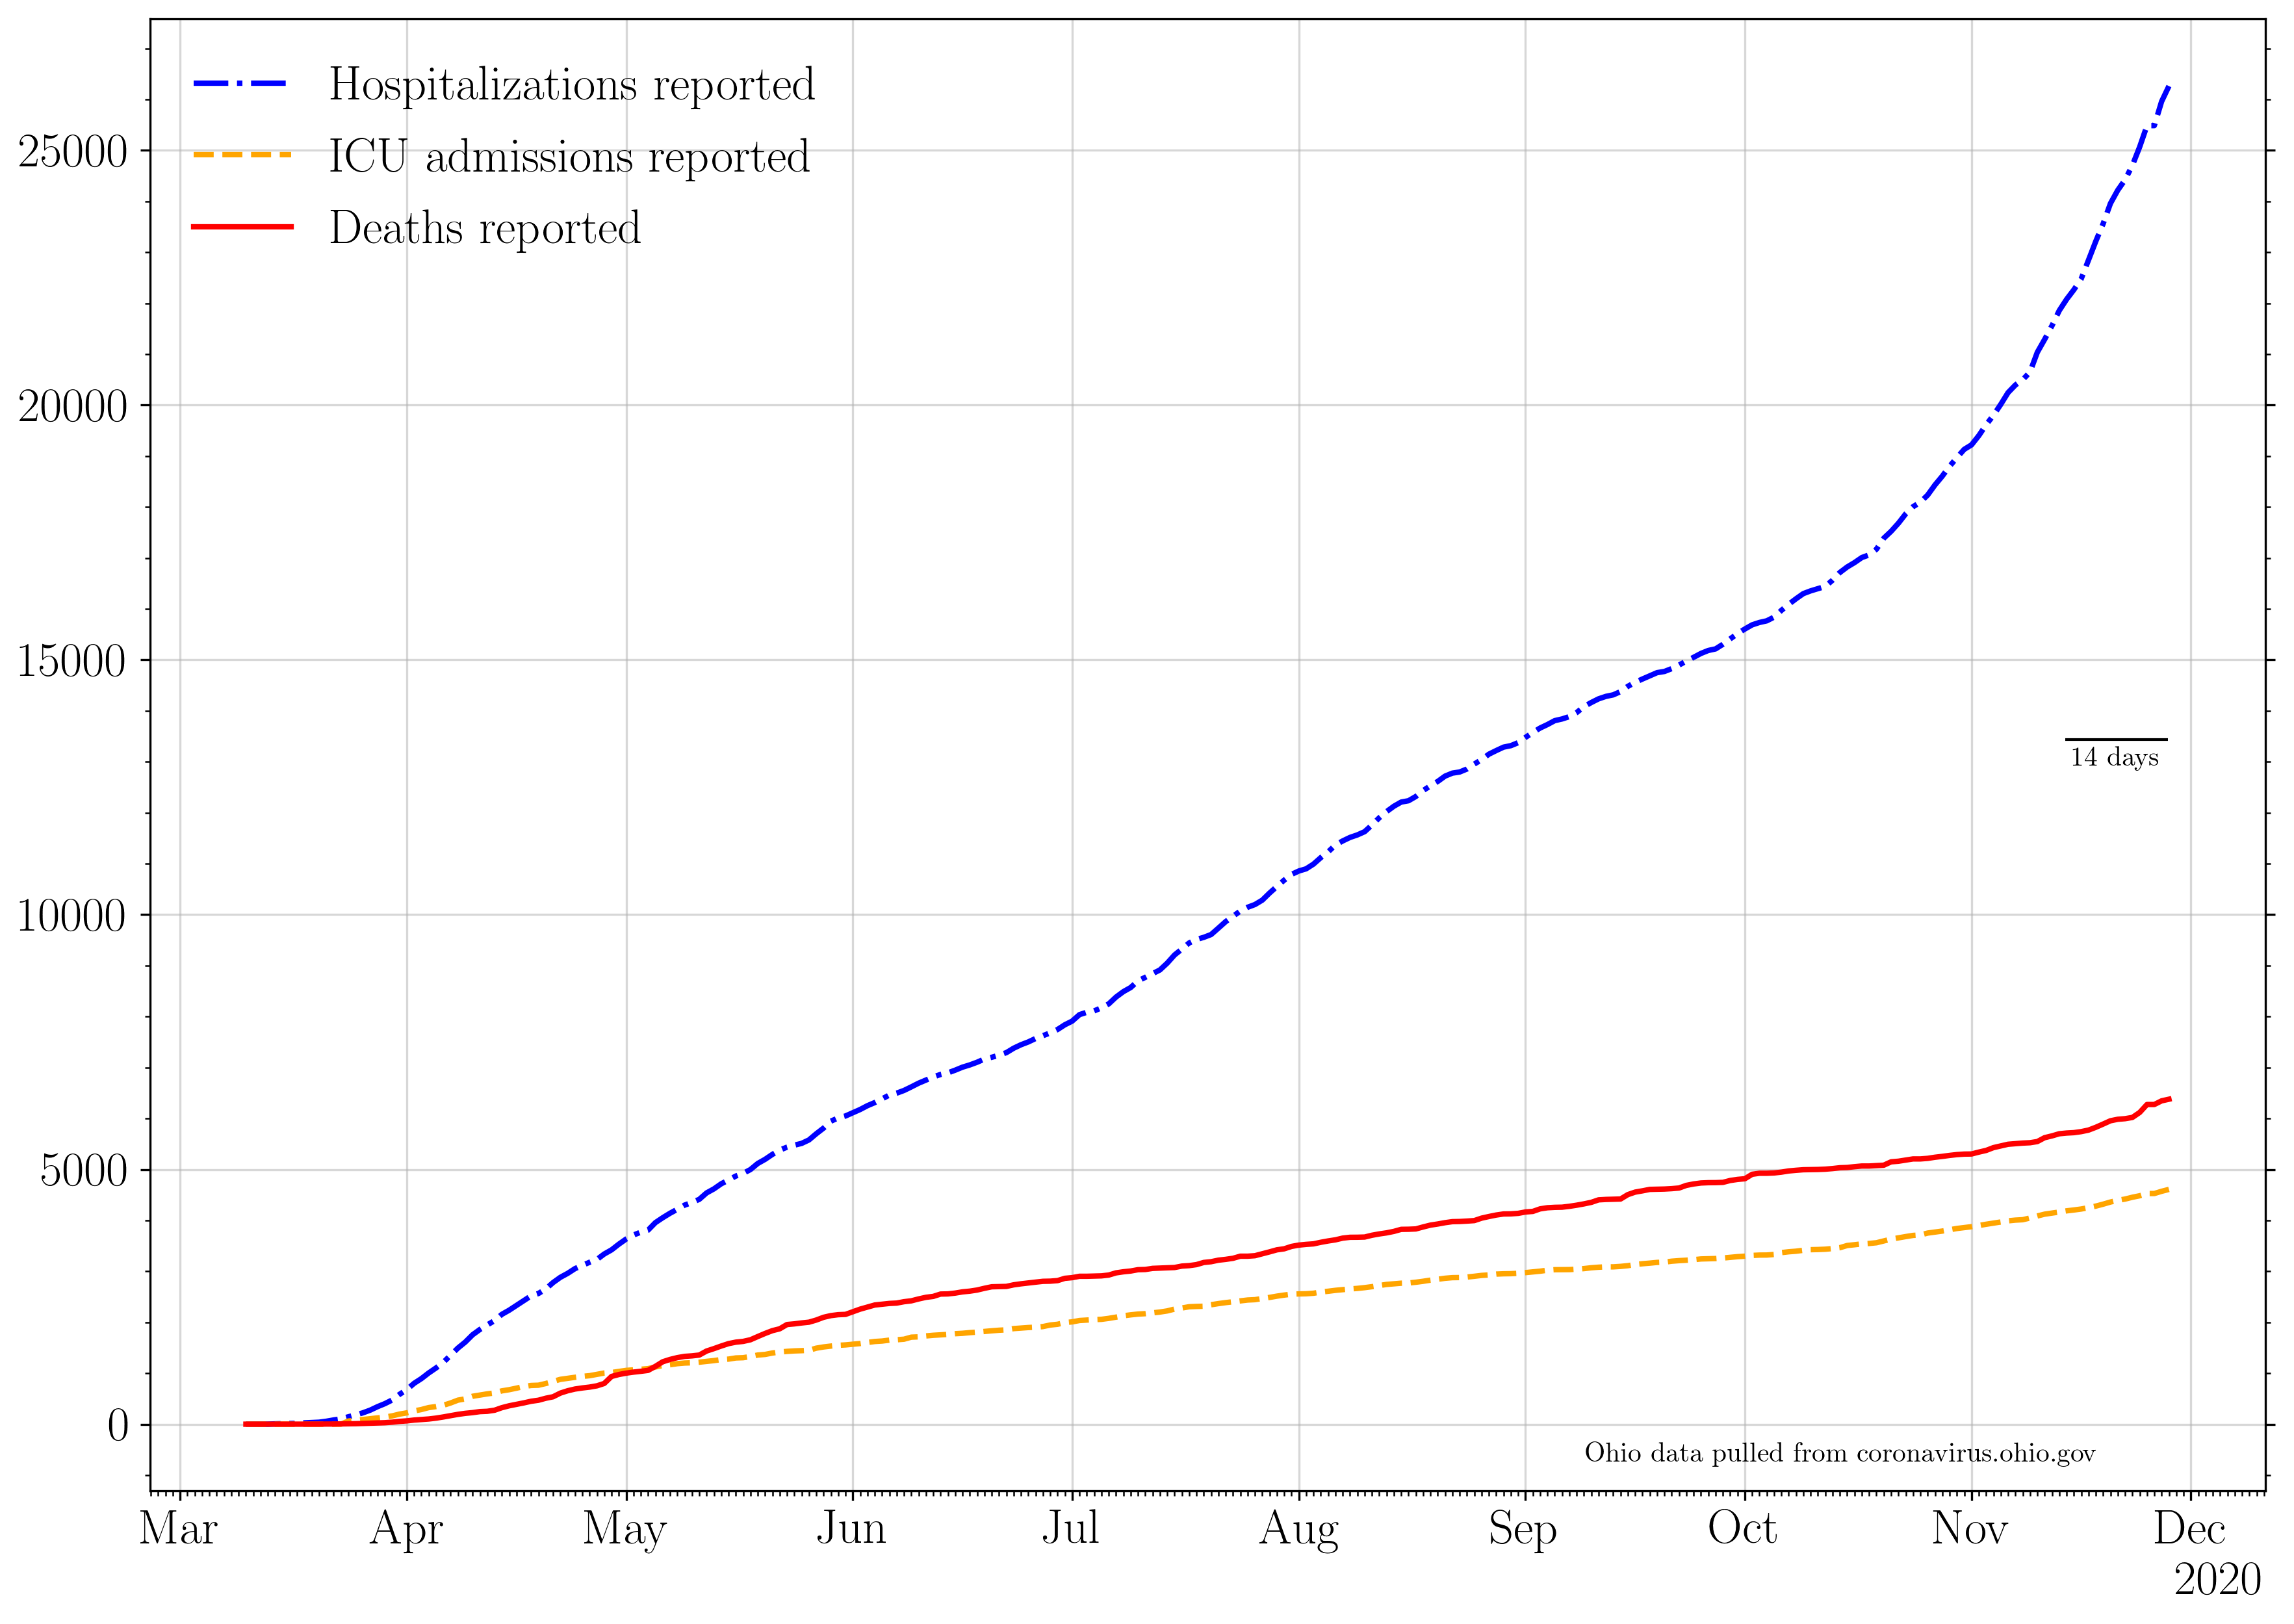 Hospitalizations reported
ICU admissions reported
Deaths reported
25000
20000
15000
10000
5000
0
14 days
Ohio data pulled from coronavirus.ohio.gov
Mar Apr May Jun Jul Aug Sep Oct Nov Dec
2020